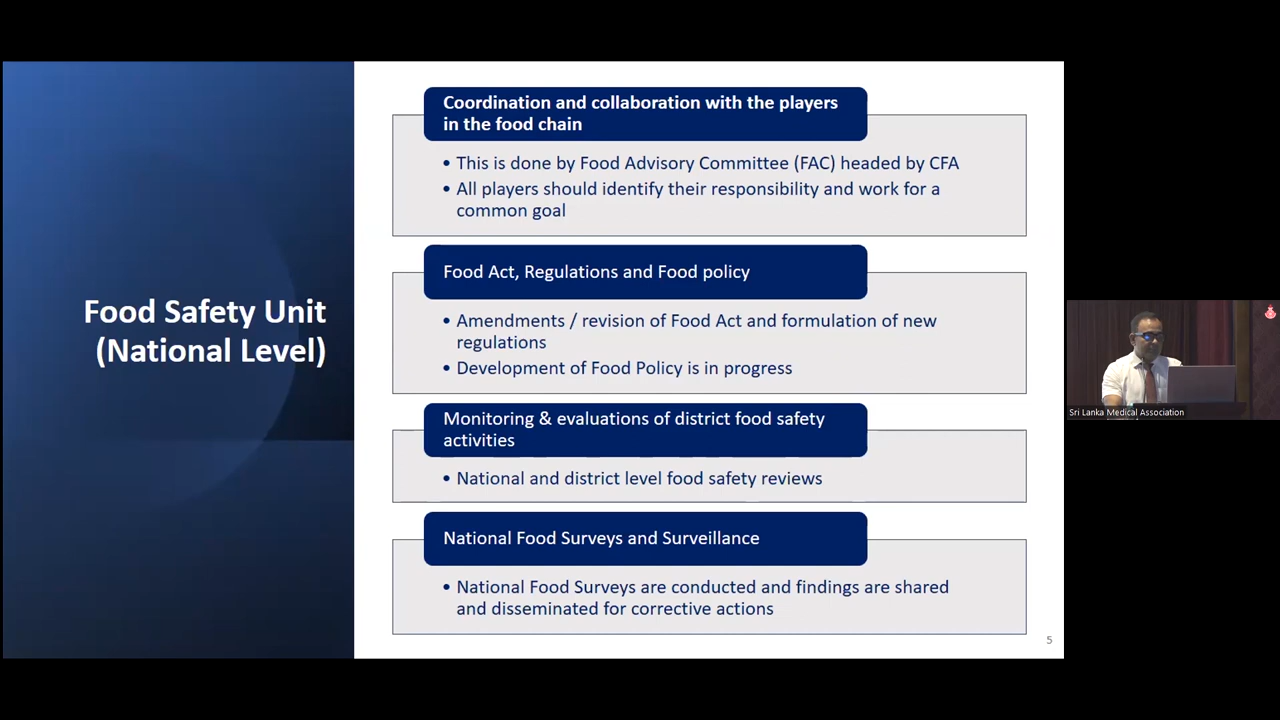 Food Safety Unit
(National Level)
Coordination and collaboration with the players
in the food chain
• This is done by Food Advisory Committee (FAC) headed by CFA
• All players should identify their responsibility and work for a
common goal
Food Act, Regulations and Food policy
• Amendments / revision of Food Act and formulation of new
regulations
• Development of Food Policy is in progress
Monitoring & evaluations of district food safety
activities
• National and district level food safety reviews
National Food Surveys and Surveillance
• National Food Surveys are conducted and findings are shared
and disseminated for corrective actions
5
Sri Lanka Medical Association